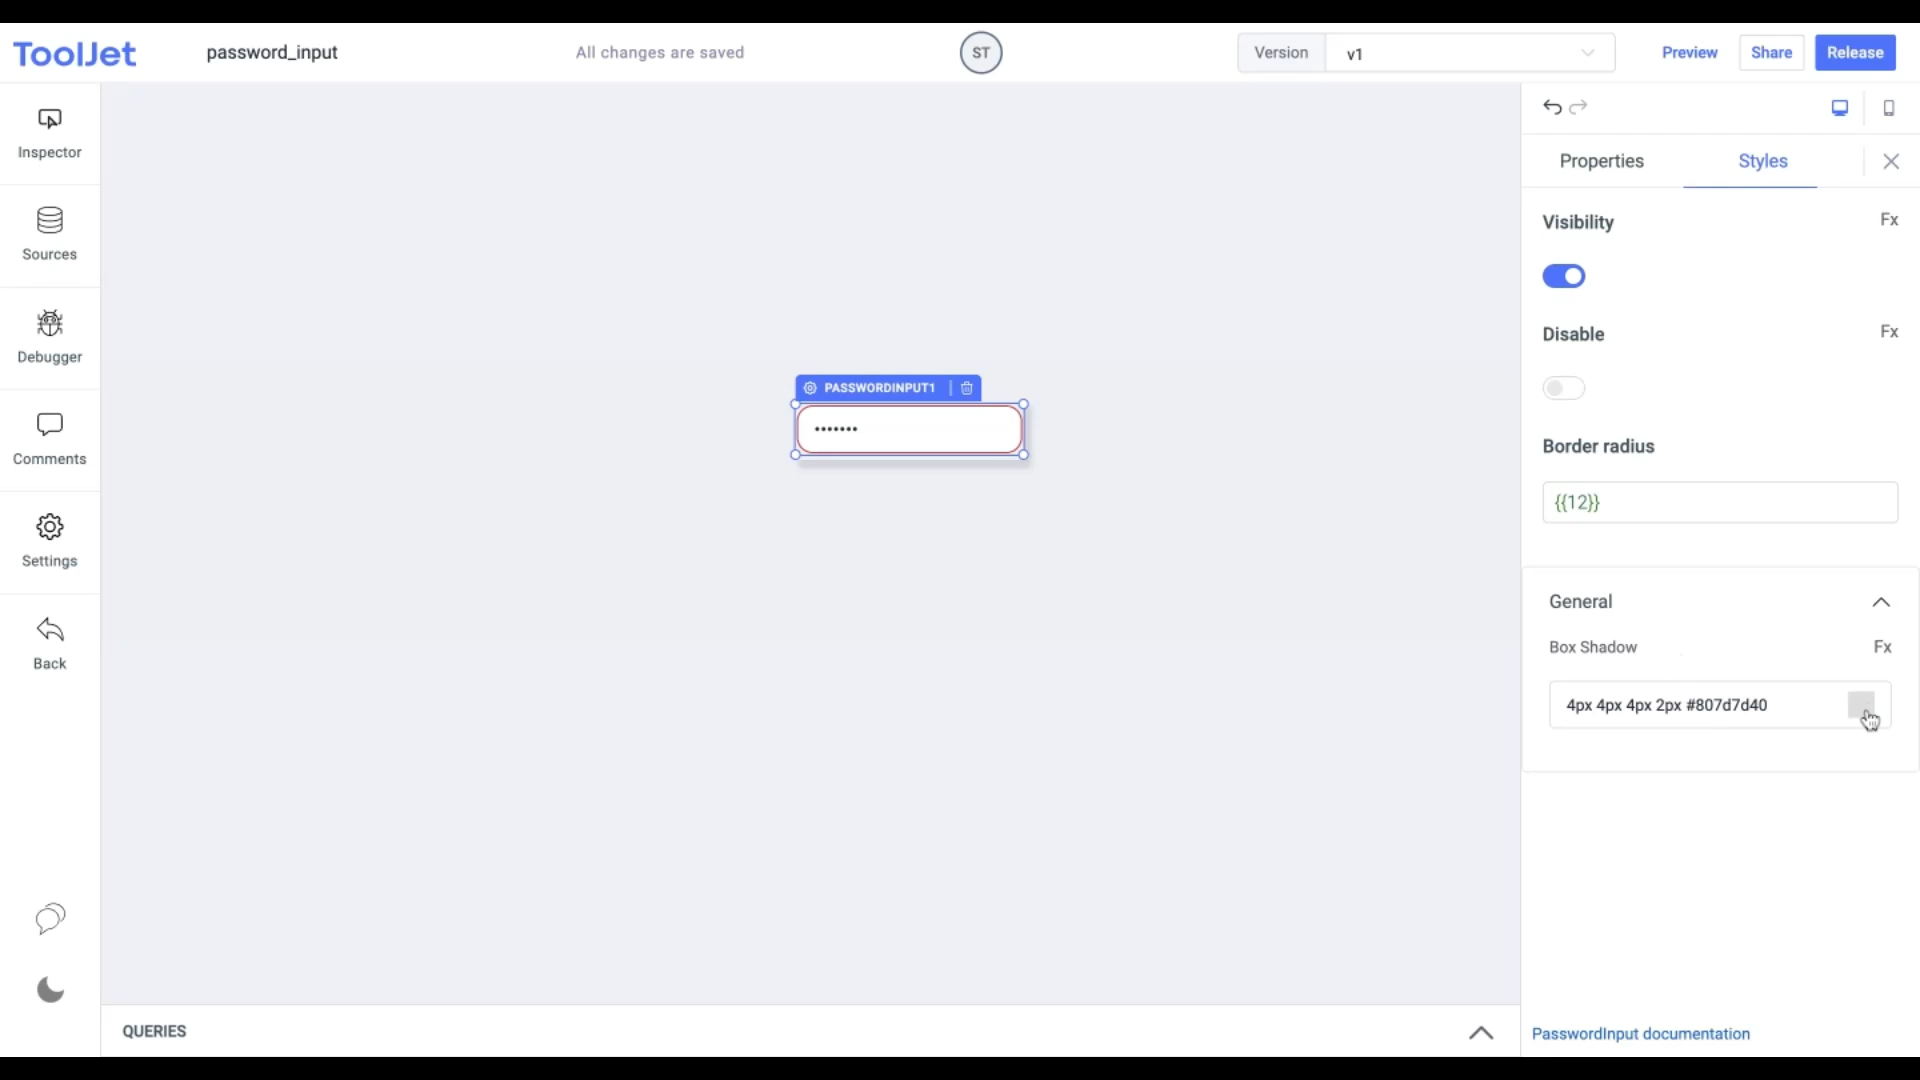 ToolJet
password_input
All changes are saved
ST
Version
v1
Preview
Share
Release
Inspector
Sources
Debugger
Comments
Settings
Back
PASSWORDINPUT1
•••••••
Properties
Styles
Visibility
Fx
Disable
Fx
Border radius
{{12}}
General
Box Shadow
Fx
4px 4px 4px 2px #807d7d40
QUERIES
PasswordInput documentation